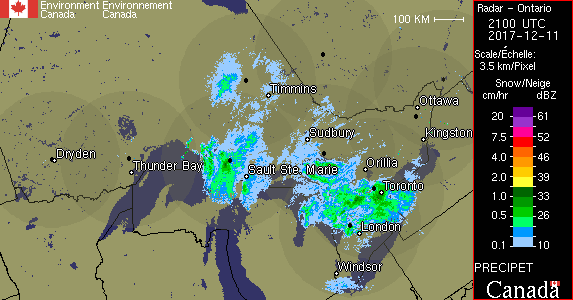 Environment Environnement
Canada Canada
100 KM
Timmins
Ottawa
Sudbury
Kingston
Dryden
Thunder Bay
Sault Ste. Marie
Orillia
Toronto
London
Windsor
Radar - Ontario
2100 UTC
2017-12-11
Scale/Échelle:
3.5 km/Pixel
Snow/Neige
cm/hr dBZ
20 61
7.5 52
4.0 46
2.0 39
1.0 33
0.5 26
0.1 10
PRECIPET
Canada